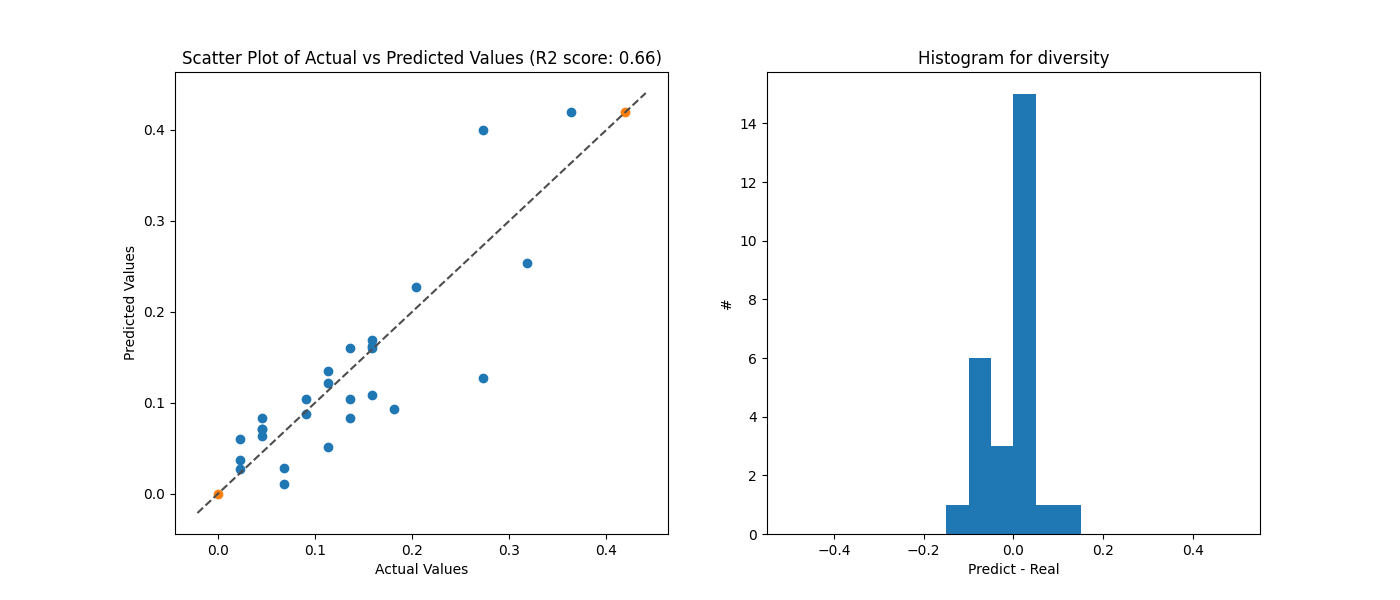 Scatter Plot of Actual vs Predicted Values (R2 score: 0.66)
Predicted Values
0.4
0.3
0.2
0.1
0.0
0.0 0.1 0.2 0.3 0.4
Actual Values
Histogram for diversity
#
14
12
10
8
6
4
2
0
−0.4 −0.2 0.0 0.2 0.4
Predict - Real